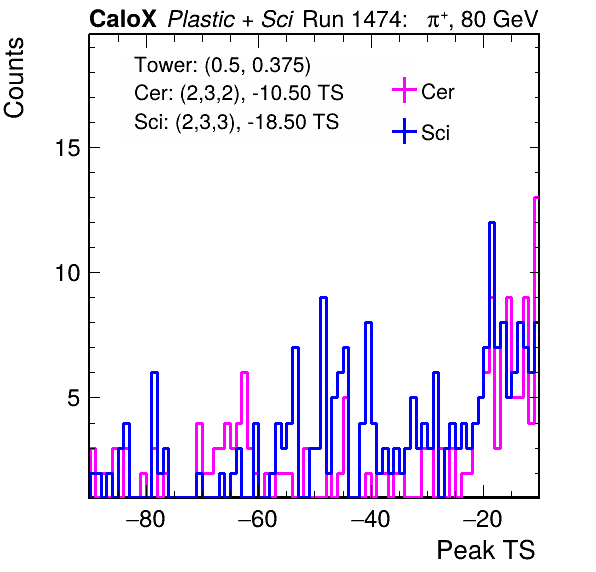 CaloX Plastic + Sci Run 1474: π⁺, 80 GeV
Counts
Tower: (0.5, 0.375)
Cer: (2,3,2), -10.50 TS
Sci: (2,3,3), -18.50 TS
Cer
Sci
15
10
5
−80 −60 −40 −20
Peak TS